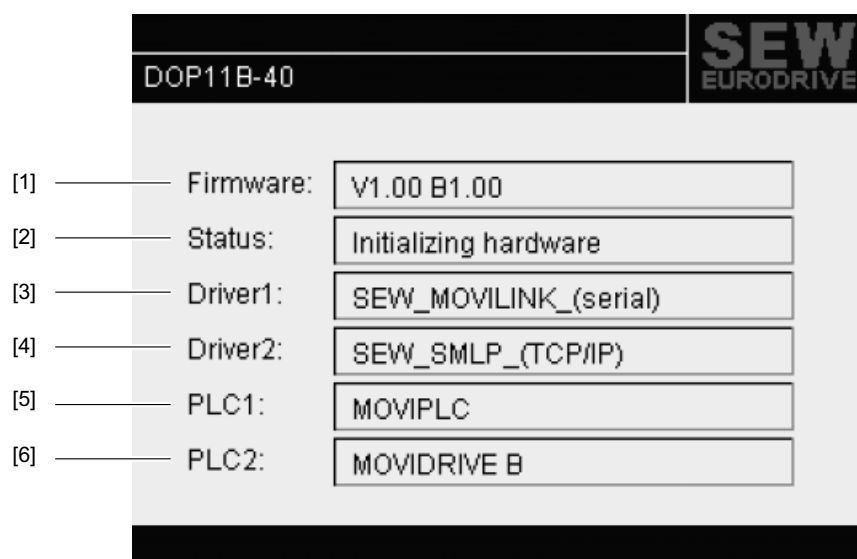 SEW
EURODRIVE
DOP11B-40
[1] Firmware: V1.00 B1.00
[2] Status: Initializing hardware
[3] Driver1: SEW_MOVILINK_(serial)
[4] Driver2: SEW_SMLP_(TCP/IP)
[5] PLC1: MOVIPLC
[6] PLC2: MOVIDRIVE B